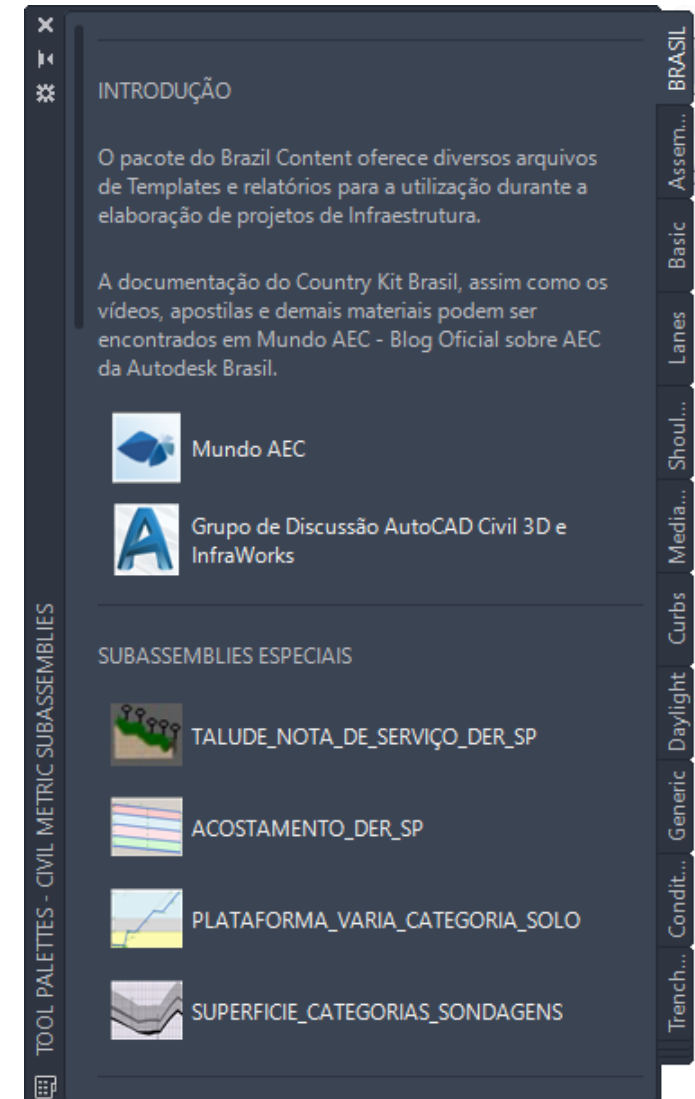 INTRODUÇÃO
O pacote do Brazil Content oferece diversos arquivos
de Templates e relatórios para a utilização durante a
elaboração de projetos de Infraestrutura.
A documentação do Country Kit Brasil, assim como os
vídeos, apostilas e demais materiais podem ser
encontrados em Mundo AEC - Blog Oficial sobre AEC
da Autodesk Brasil.
Mundo AEC
Grupo de Discussão AutoCAD Civil 3D e
InfraWorks
SUBASSEMBLIES ESPECIAIS
TALUDE_NOTA_DE_SERVIÇO_DER_SP
ACOSTAMENTO_DER_SP
PLATAFORMA_VARIA_CATEGORIA_SOLO
SUPERFICIE_CATEGORIAS_SONDAGENS
TOOL PALETTES - CIVIL METRIC SUBASSEMBLIES
BRASIL
Assem...
Basic
Lanes
Shoul...
Media...
Curbs
Daylight
Generic
Condit...
Trench...